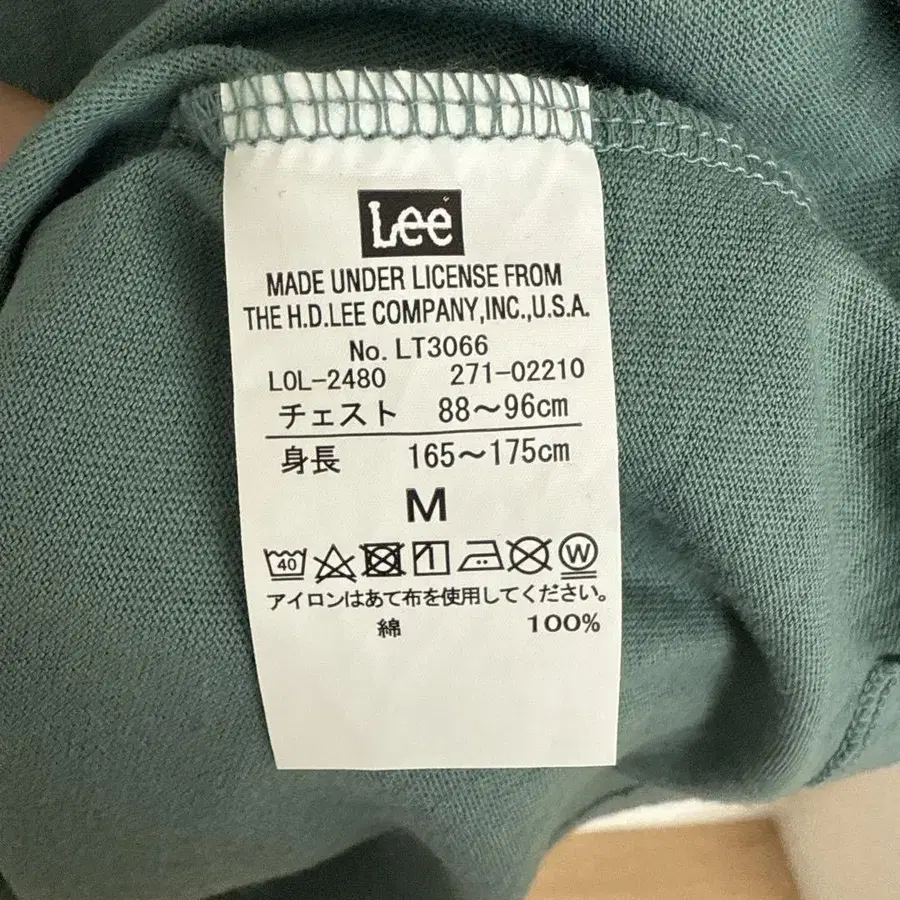 Lee
MADE UNDER LICENSE FROM
THE H.D.LEE COMPANY,INC.,U.S.A.
No. LT3066
LOL-2480 271-02210
チェスト 88～96cm
身長 165～175cm
M
40 1 W
アイロンはあて布を使用してください。
綿 100%